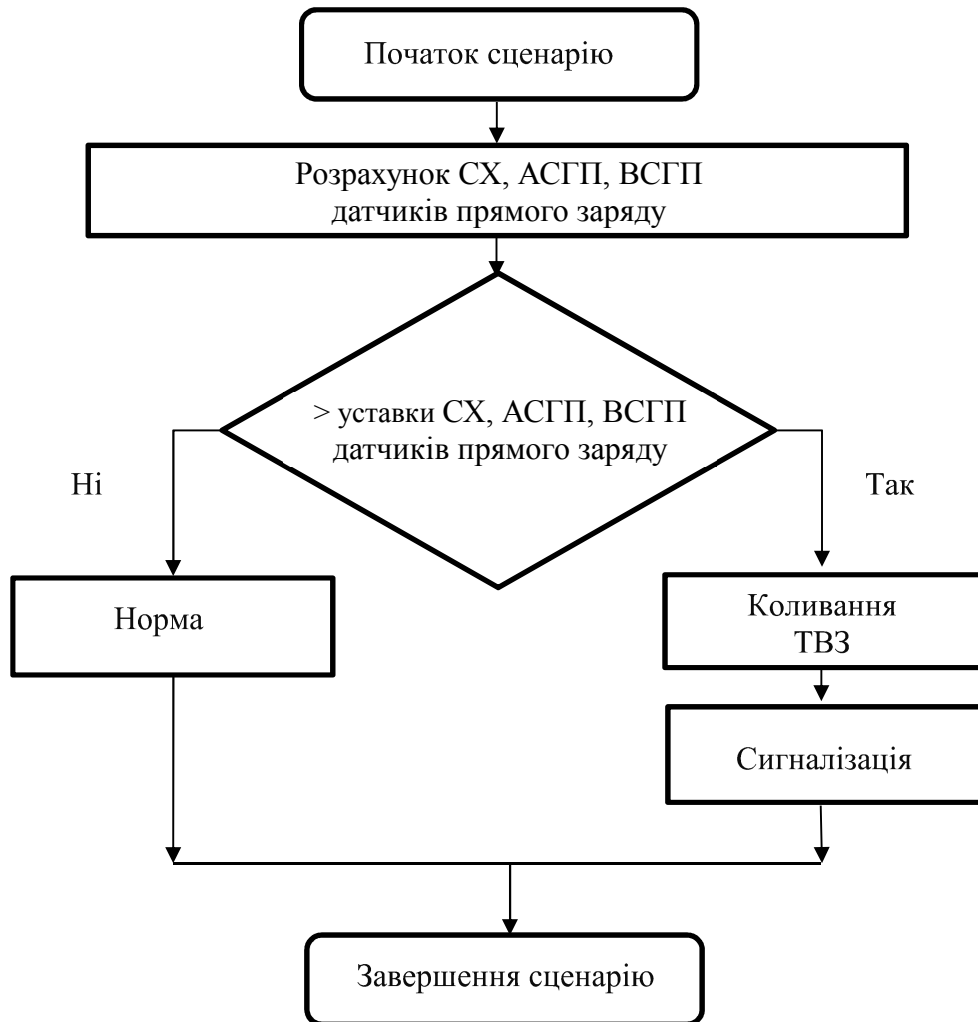 Початок сценарію
Розрахунок СХ, АСГП, ВСГП
датчиків прямого заряду
> уставки СХ, АСГП, ВСГП
датчиків прямого заряду
Ні
Так
Норма
Коливання
ТВЗ
Сигналізація
Завершення сценарію